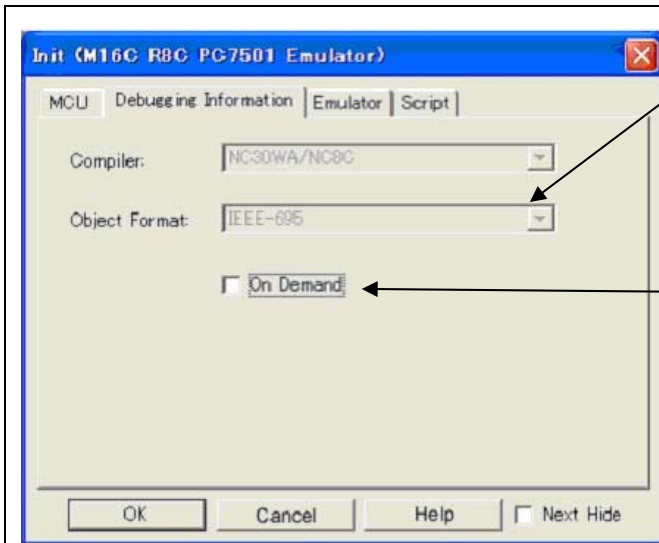 Init (M16C R8C PC7501 Emulator)
MCU Debugging Information Emulator Script
Compiler: NC30WA/NC8C
Object Format: IEEE-695
On Demand
OK Cancel Help Next Hide